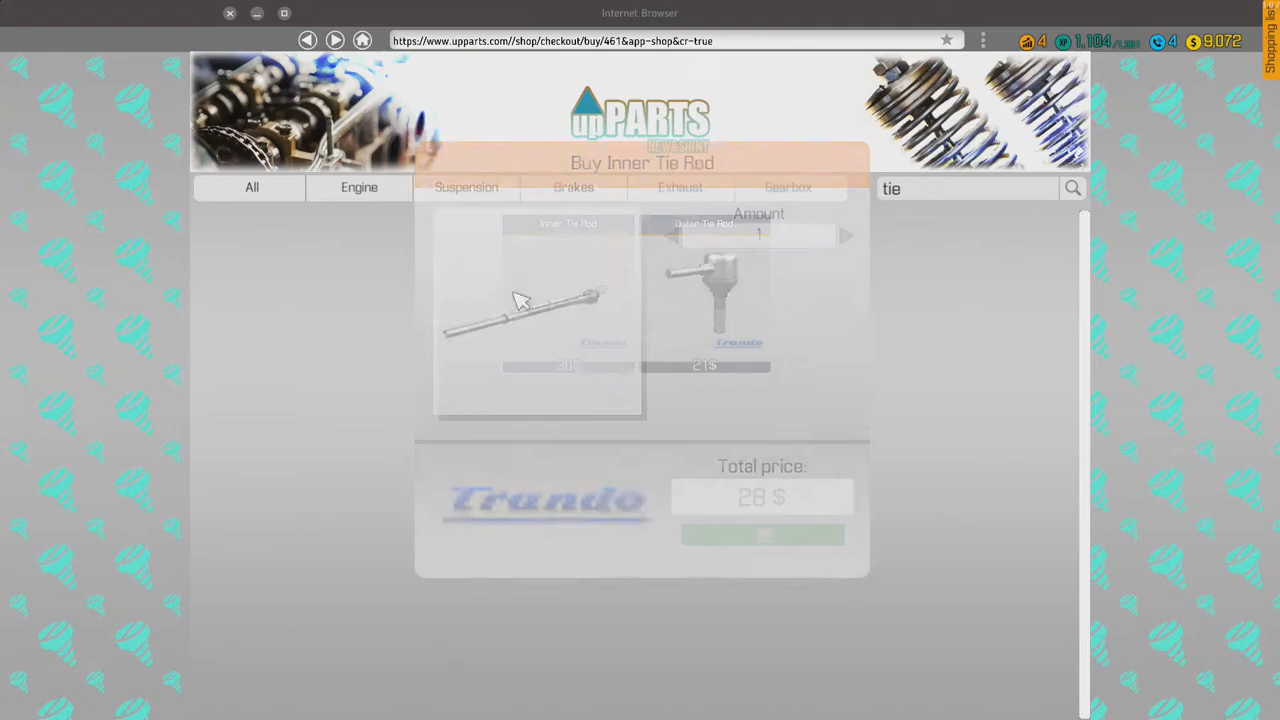 Internet Browser
https://www.upparts.com//shop/checkout/buy/461&app-shop&cr-true
4
1,104
4
$ 9,072
Shopping list
upPARTS
NEW&SHINY
Buy Inner Tie Rod
All
Engine
Suspension
Brakes
Exhaust
Gearbox
tie
Amount
1
Inner Tie Rod
Outer Tie Rod
Trando
Trando
30$
21$
Total price:
28 $
Trando